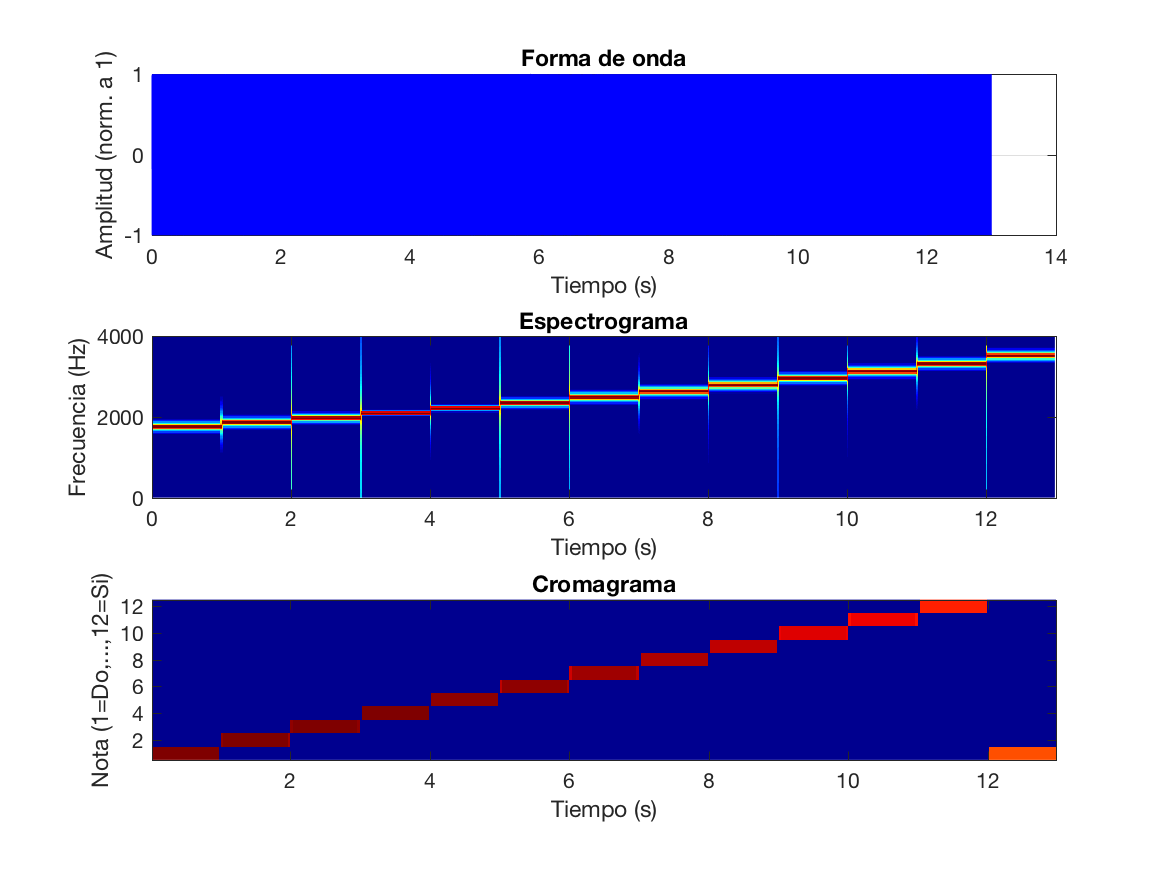 Forma de onda
Amplitud (norm. a 1)
1
0
-1
0 2 4 6 8 10 12 14
Tiempo (s)
Espectrograma
Frecuencia (Hz)
4000
2000
0
0 2 4 6 8 10 12
Tiempo (s)
Cromagrama
Nota (1=Do,...,12=Si)
12
10
8
6
4
2
2 4 6 8 10 12
Tiempo (s)